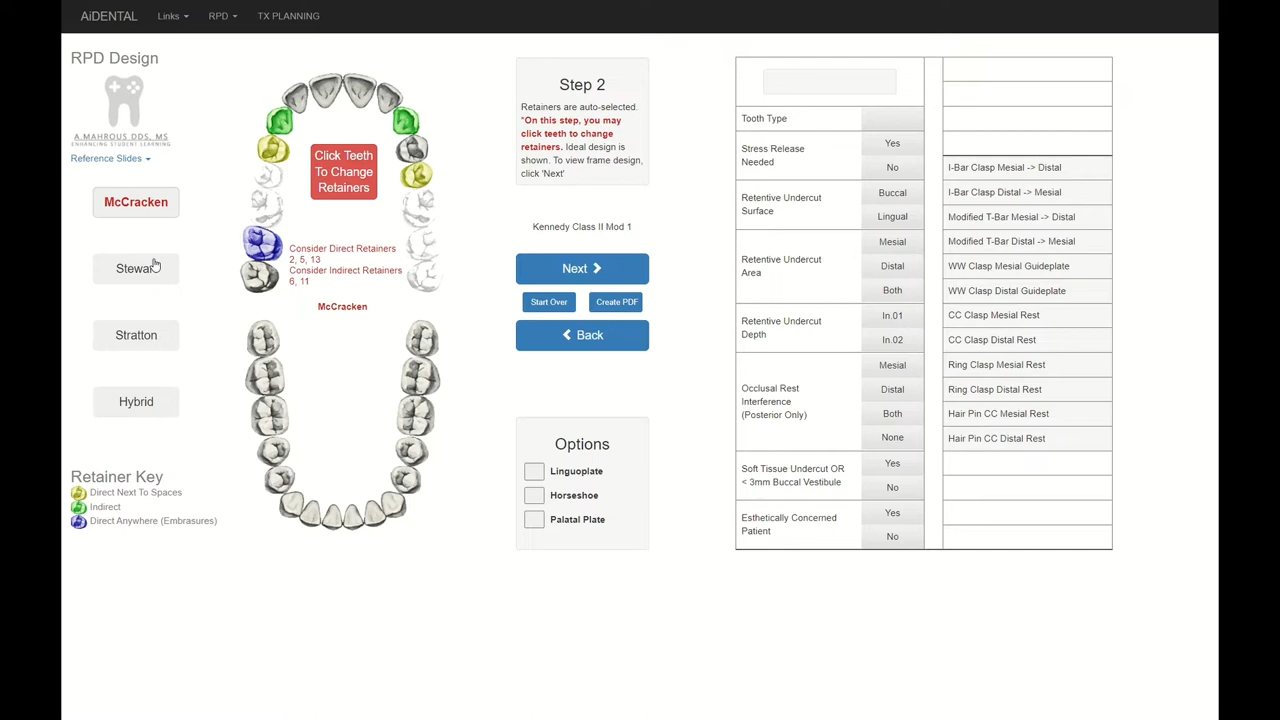 AiDENTAL
Links
RPD
TX PLANNING
RPD Design
A.MAHROUS DDS, MS
ENHANCING STUDENT LEARNING
Reference Slides
McCracken
Stewart
Stratton
Hybrid
Retainer Key
Direct Next To Spaces
Indirect
Direct Anywhere (Embrasures)
Click Teeth
To Change
Retainers
Consider Direct Retainers
2, 5, 13
Consider Indirect Retainers
6, 11
McCracken
Step 2
Retainers are auto-selected.
*On this step, you may
click teeth to change
retainers. Ideal design is
shown. To view frame design,
click 'Next'
Kennedy Class II Mod 1
Next
Start Over
Create PDF
Back
Options
Linguoplate
Horseshoe
Palatal Plate
Tooth Type
Stress Release
Needed
Yes
No
Retentive Undercut
Surface
Buccal
Lingual
Retentive Undercut
Area
Mesial
Distal
Both
Retentive Undercut
Depth
In.01
In.02
Occlusal Rest
Interference
(Posterior Only)
Mesial
Distal
Both
None
Soft Tissue Undercut OR
< 3mm Buccal Vestibule
Yes
No
Esthetically Concerned
Patient
Yes
No
I-Bar Clasp Mesial -> Distal
I-Bar Clasp Distal -> Mesial
Modified T-Bar Mesial -> Distal
Modified T-Bar Distal -> Mesial
WW Clasp Mesial Guideplate
WW Clasp Distal Guideplate
CC Clasp Mesial Rest
CC Clasp Distal Rest
Ring Clasp Mesial Rest
Ring Clasp Distal Rest
Hair Pin CC Mesial Rest
Hair Pin CC Distal Rest